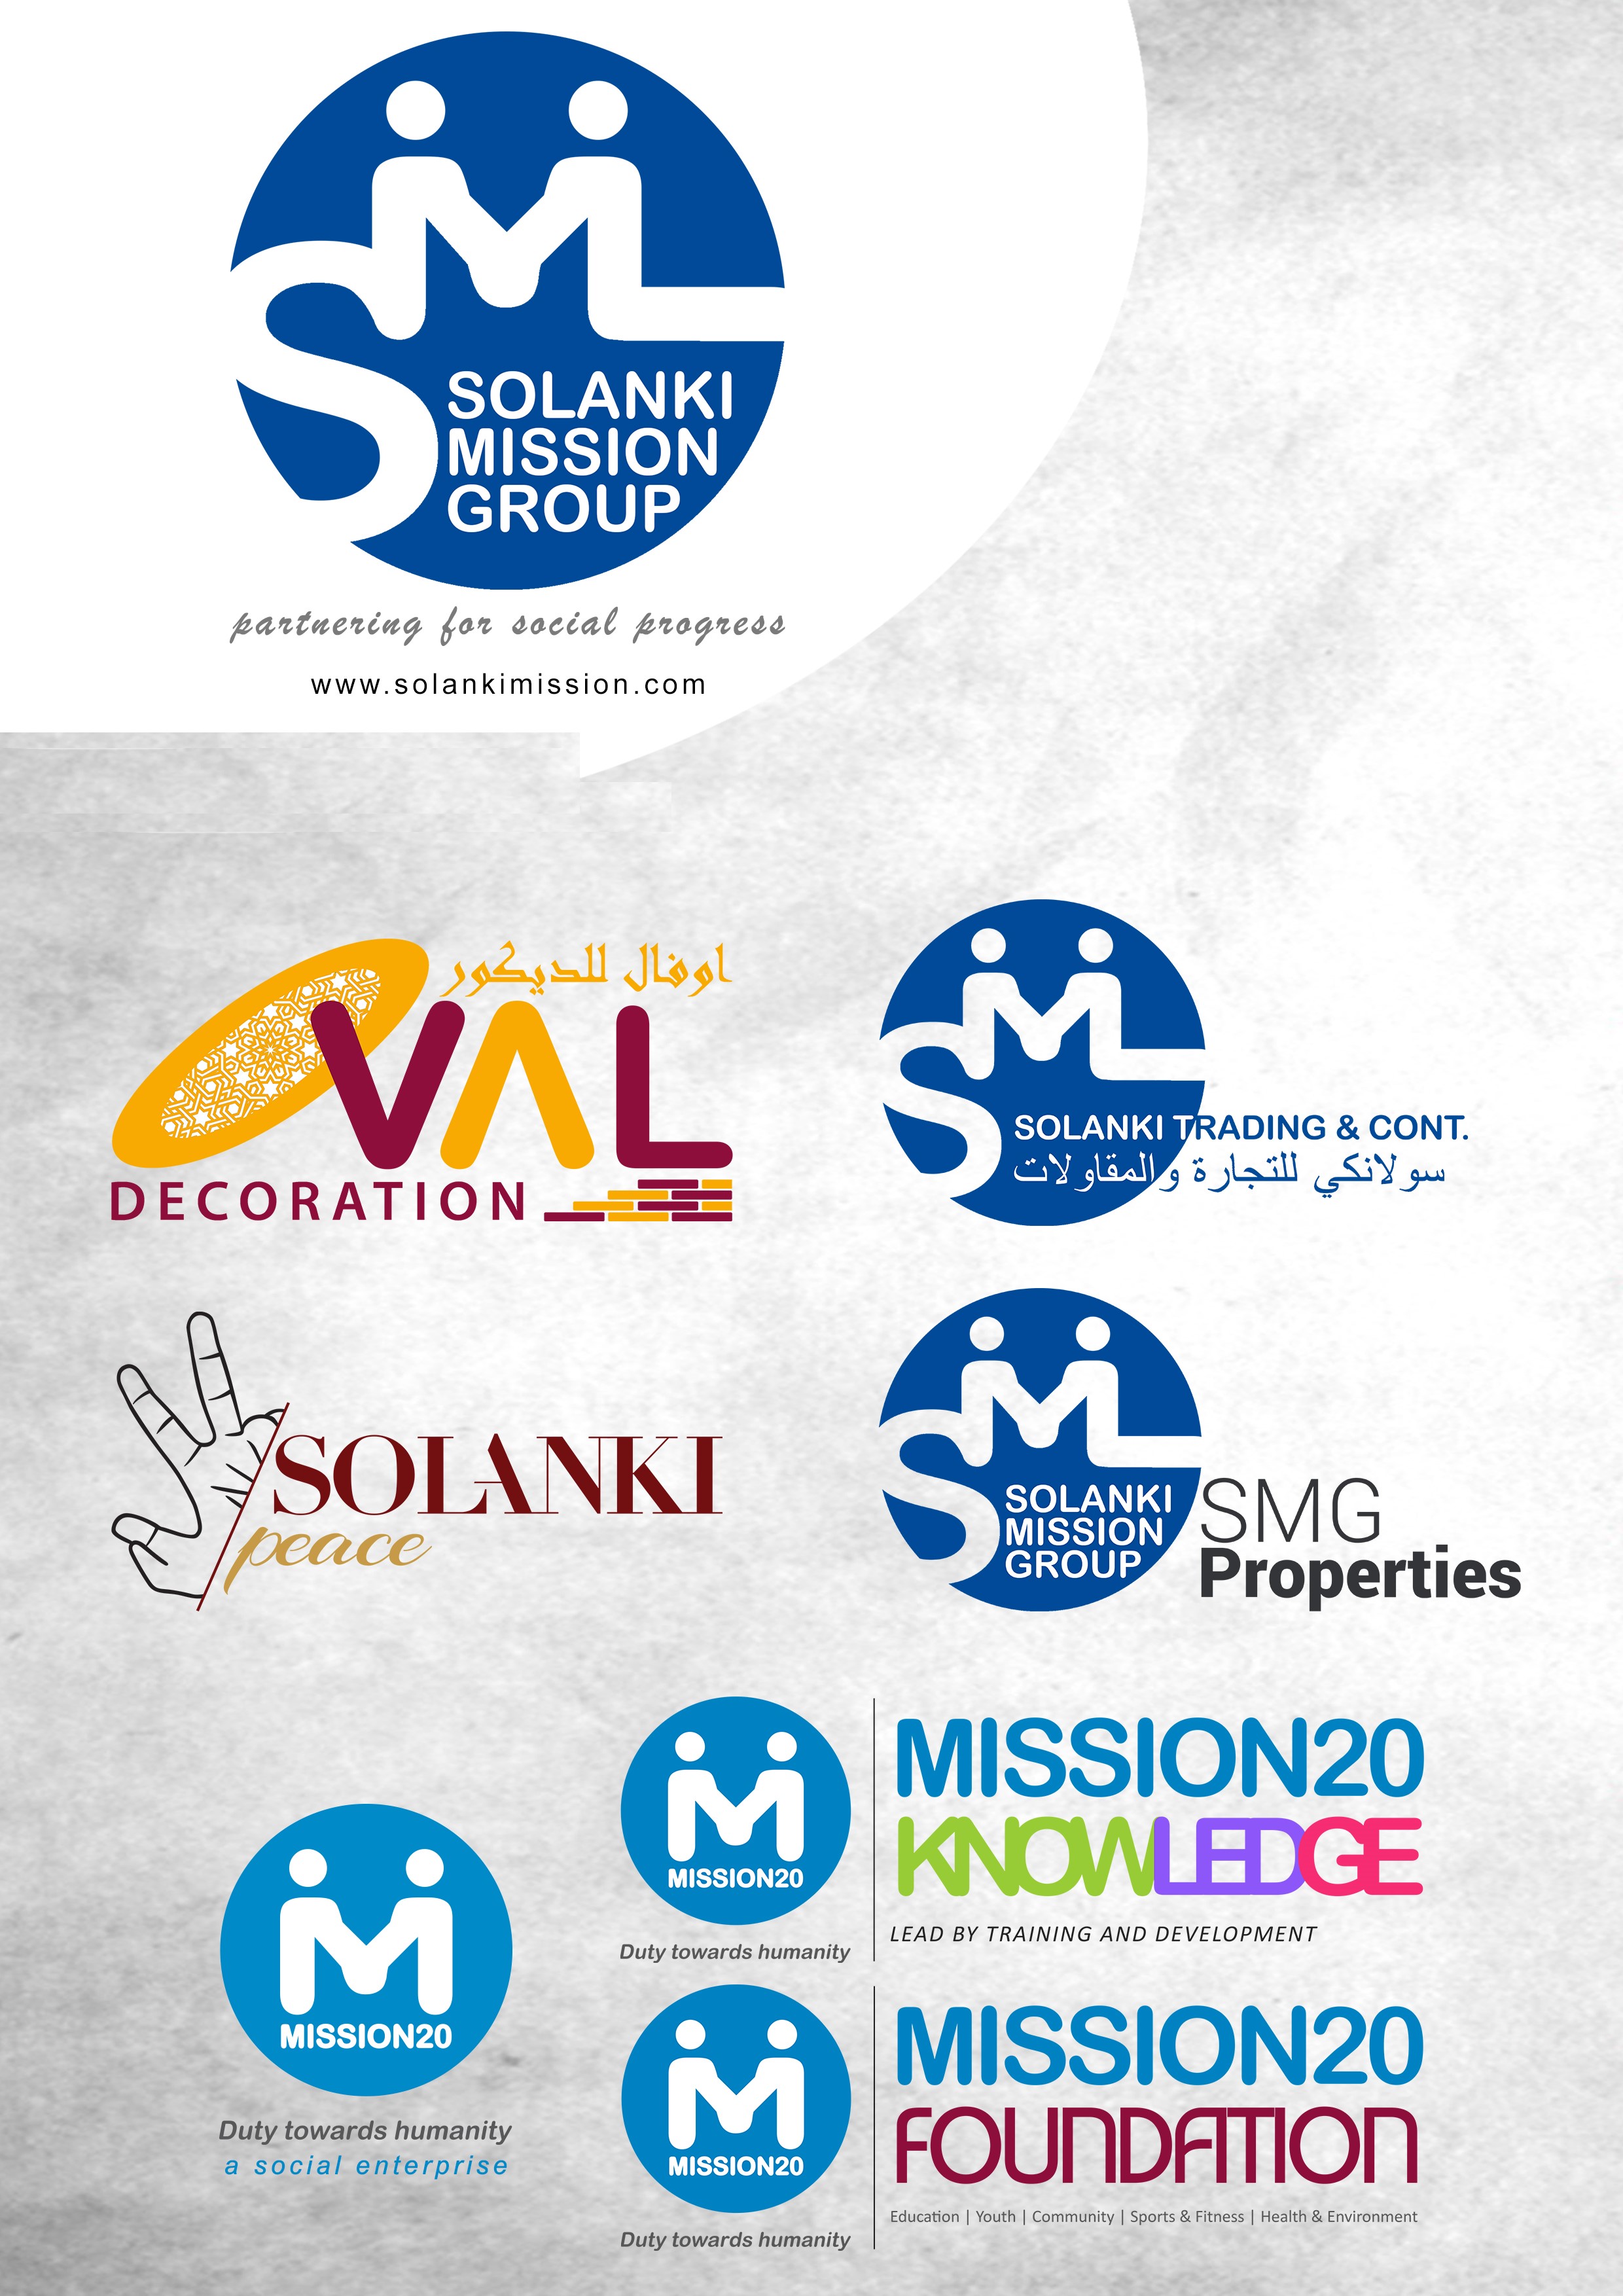 SOLANKI
MISSION
GROUP
partnering for social progress
www.solankimission.com
اوفال للديكور
OVAL
DECORATION
SOLANKI TRADING & CONT.
سولانكي للتجارة والمقاولات
SOLANKI
peace
SOLANKI
MISSION
GROUP
SMG
Properties
MISSION20
Duty towards humanity
a social enterprise
MISSION20
Duty towards humanity
MISSION20
KNOWLEDGE
LEAD BY TRAINING AND DEVELOPMENT
MISSION20
Duty towards humanity
MISSION20
FOUNDATION
Education | Youth | Community | Sports & Fitness | Health & Environment